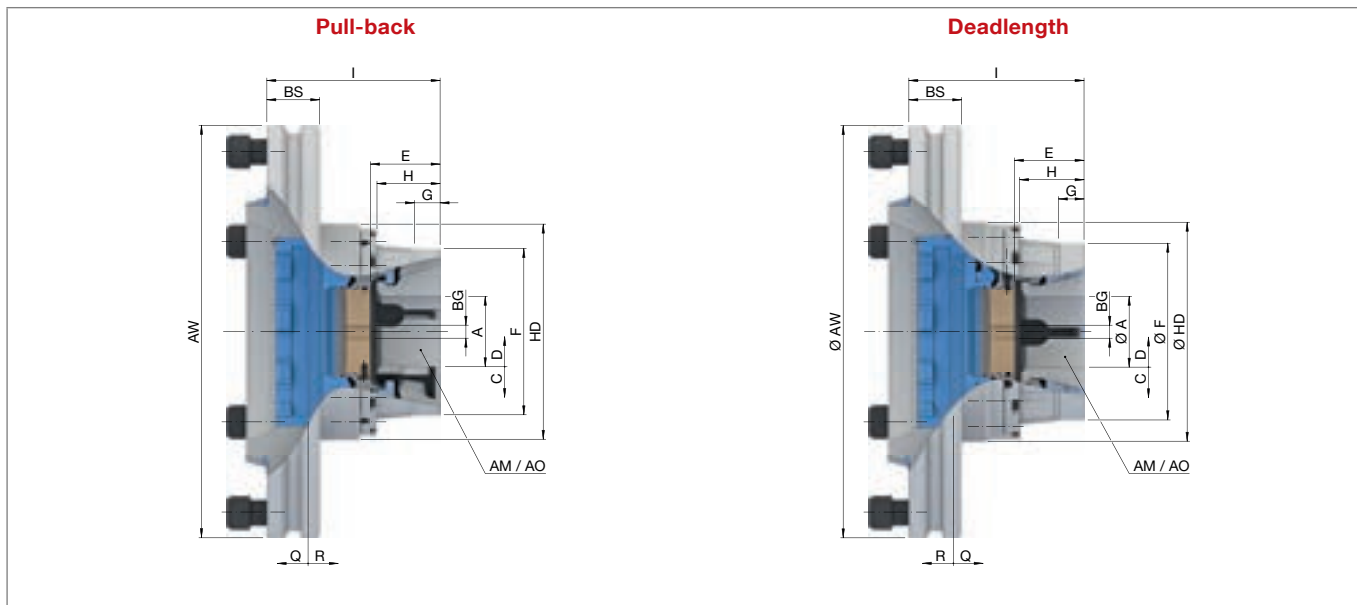 Pull-back
Deadlength
I
BS
E
H
G
AW
BG
A
D
C
F
HD
AM / AO
Q
R
I
BS
E
H
G
Ø AW
BG
Ø A
D
C
Ø F
Ø HD
AM / AO
R
Q